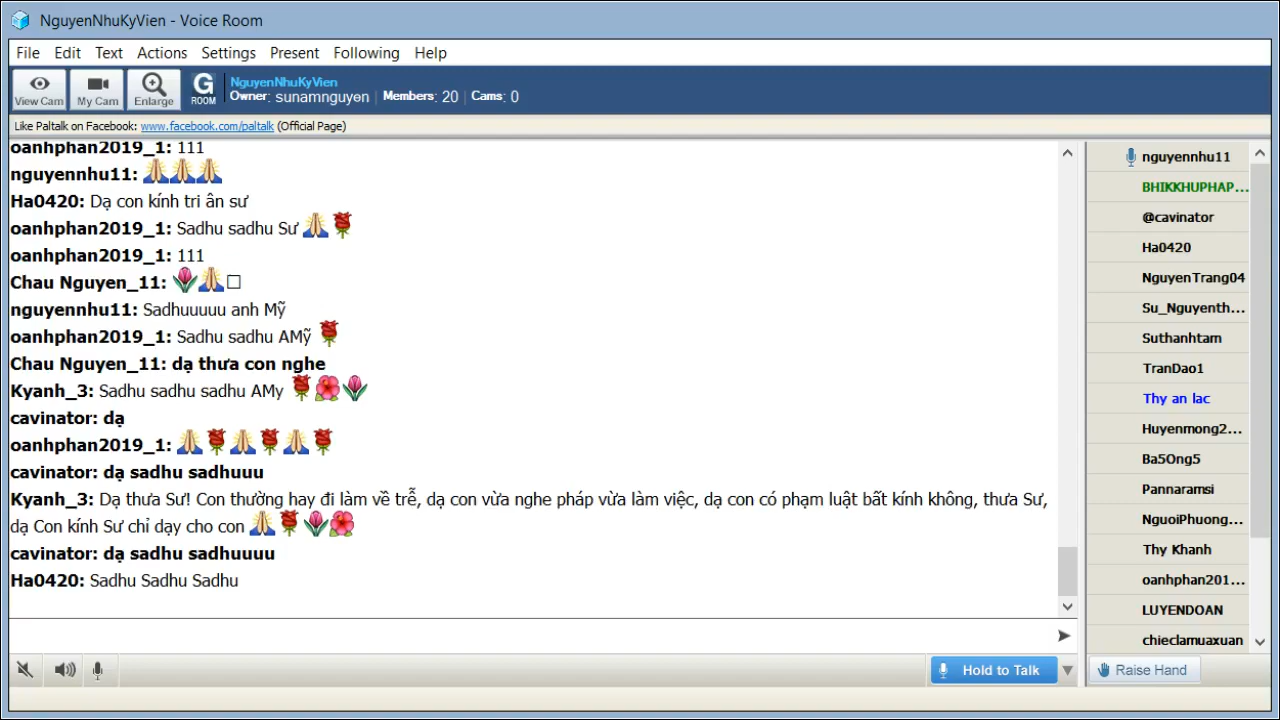 NguyenNhuKyVien - Voice Room
File Edit Text Actions Settings Present Following Help
View Cam
My Cam
Enlarge
G
ROOM
NguyenNhuKyVien
Owner: sunamnguyen | Members: 20 | Cams: 0
Like Paltalk on Facebook: www.facebook.com/paltalk (Official Page)
oanhphan2019_1: 111
nguyennhu11: 🙏🙏🙏
Ha0420: Dạ con kính tri ân sư
oanhphan2019_1: Sadhu sadhu Sư 🙏🌹
oanhphan2019_1: 111
Chau Nguyen_11: 🌷🙏□
nguyennhu11: Sadhuuuuu anh Mỹ
oanhphan2019_1: Sadhu sadhu AMỹ 🌹
Chau Nguyen_11: dạ thưa con nghe
Kyanh_3: Sadhu sadhu sadhu AMy 🌹🌺🌷
cavinator: dạ
oanhphan2019_1: 🙏🌹🙏🌹🙏🌹
cavinator: dạ sadhu sadhuuu
Kyanh_3: Dạ thưa Sư! Con thường hay đi làm về trễ, dạ con vừa nghe pháp vừa làm việc, dạ con có phạm luật bất kính không, thưa Sư,
dạ Con kính Sư chỉ dạy cho con 🙏🌹🌷🌺
cavinator: dạ sadhu sadhuuuu
Ha0420: Sadhu Sadhu Sadhu
nguyennhu11
BHIKKHUPHAP...
@cavinator
Ha0420
NguyenTrang04
Su_Nguyenth...
Suthanhtam
TranDao1
Thy an lac
Huyenmong2...
Ba5Ong5
Pannaramsi
NguoiPhuong...
Thy Khanh
oanhphan201...
LUYENDOAN
chieclamuaxuan
Hold to Talk
Raise Hand